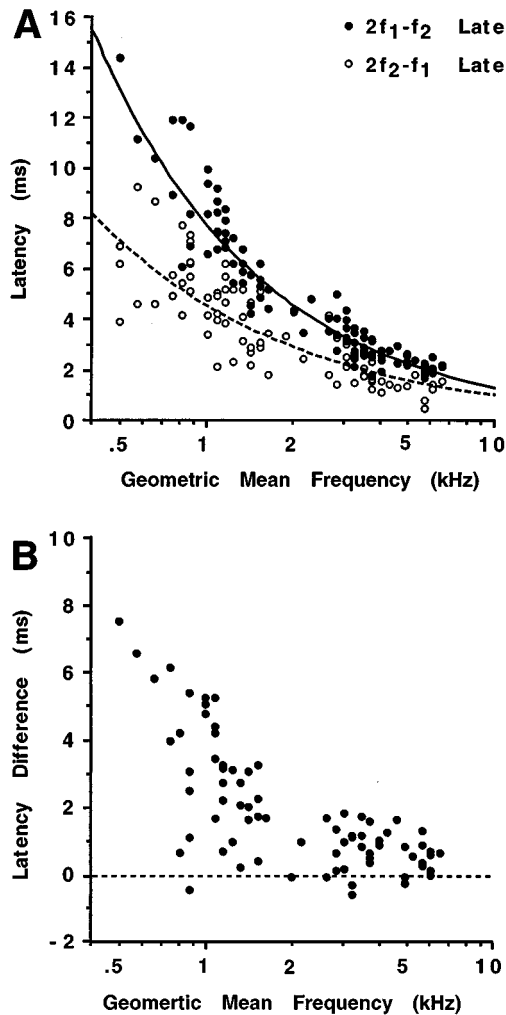 A
2f1-f2 Late
2f2-f1 Late
Latency (ms)
16
14
12
10
8
6
4
2
0
.5 1 2 5 10
Geometric Mean Frequency (kHz)
B
Latency Difference (ms)
10
8
6
4
2
0
-2
.5 1 2 5 10
Geomertic Mean Frequency (kHz)